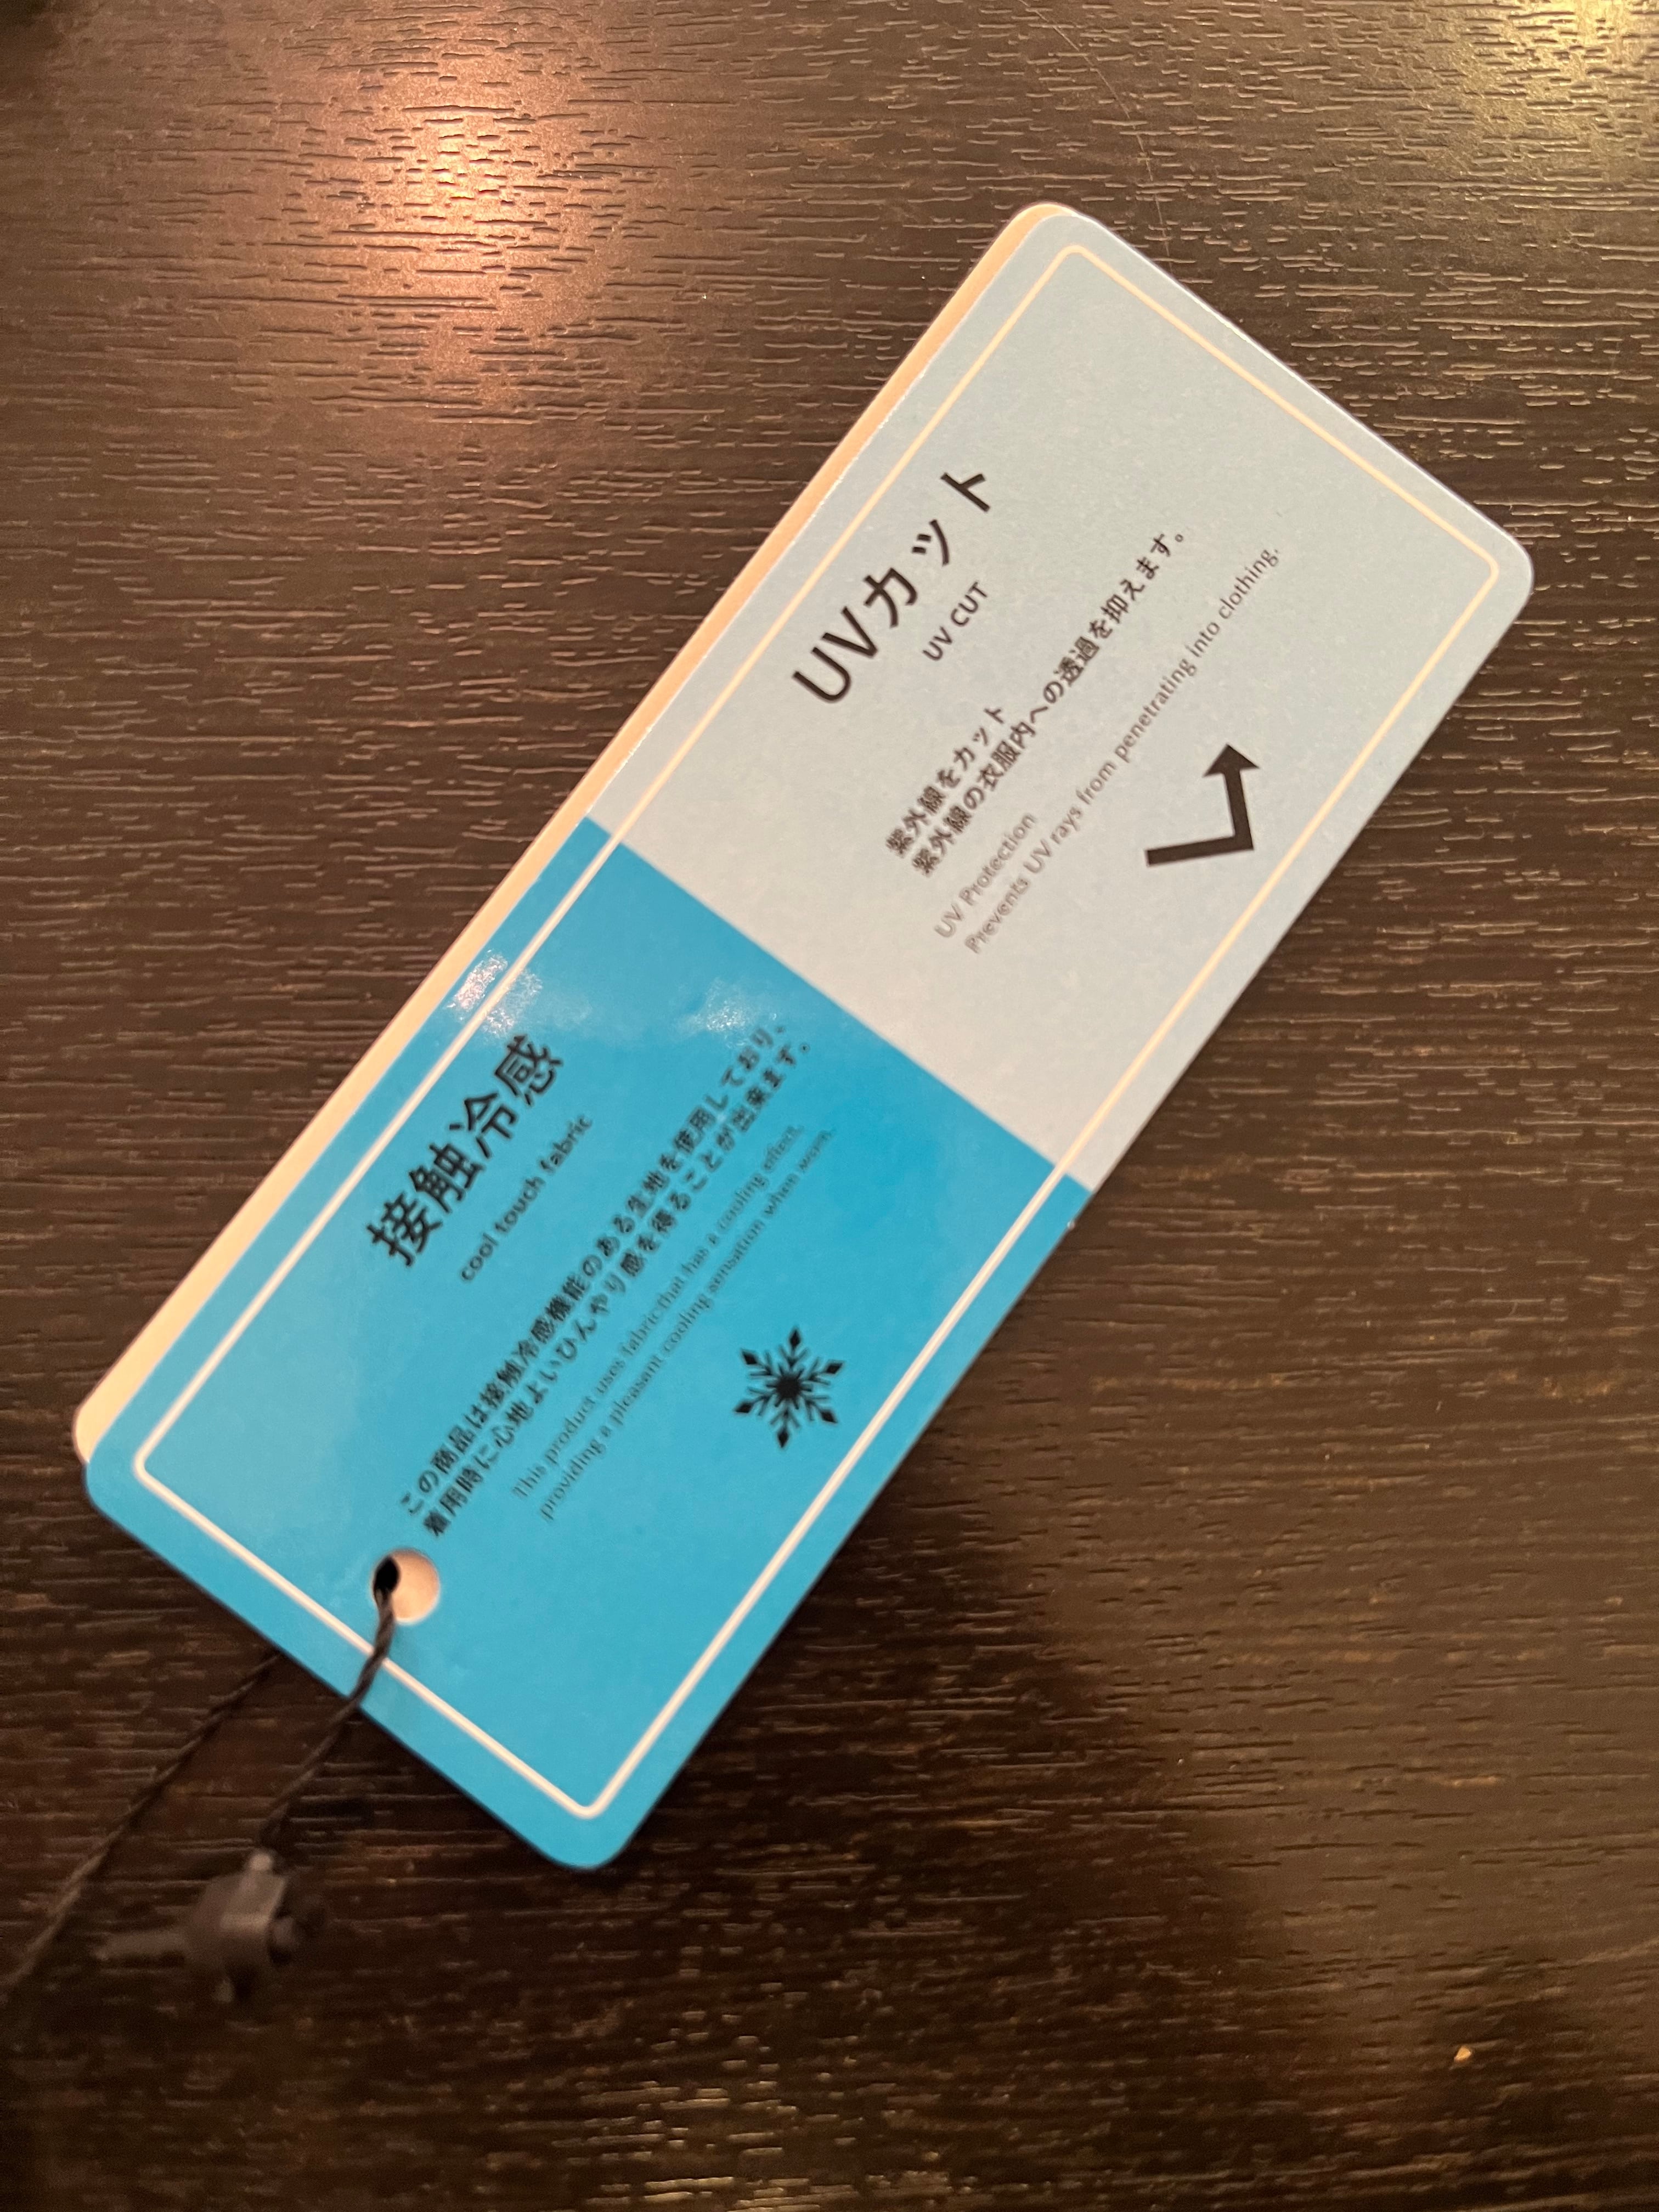 接触冷感
cool touch fabric
この商品は接触冷感機能のある生地を使用しており、
着用時に心地よいひんやり感を得ることが出来ます。
This product uses fabric that has a cooling effect,
providing a pleasant cooling sensation when worn.
UVカット
UV CUT
紫外線をカット
紫外線の衣服内への透過を抑えます。
UV Protection
Prevents UV rays from penetrating into clothing.